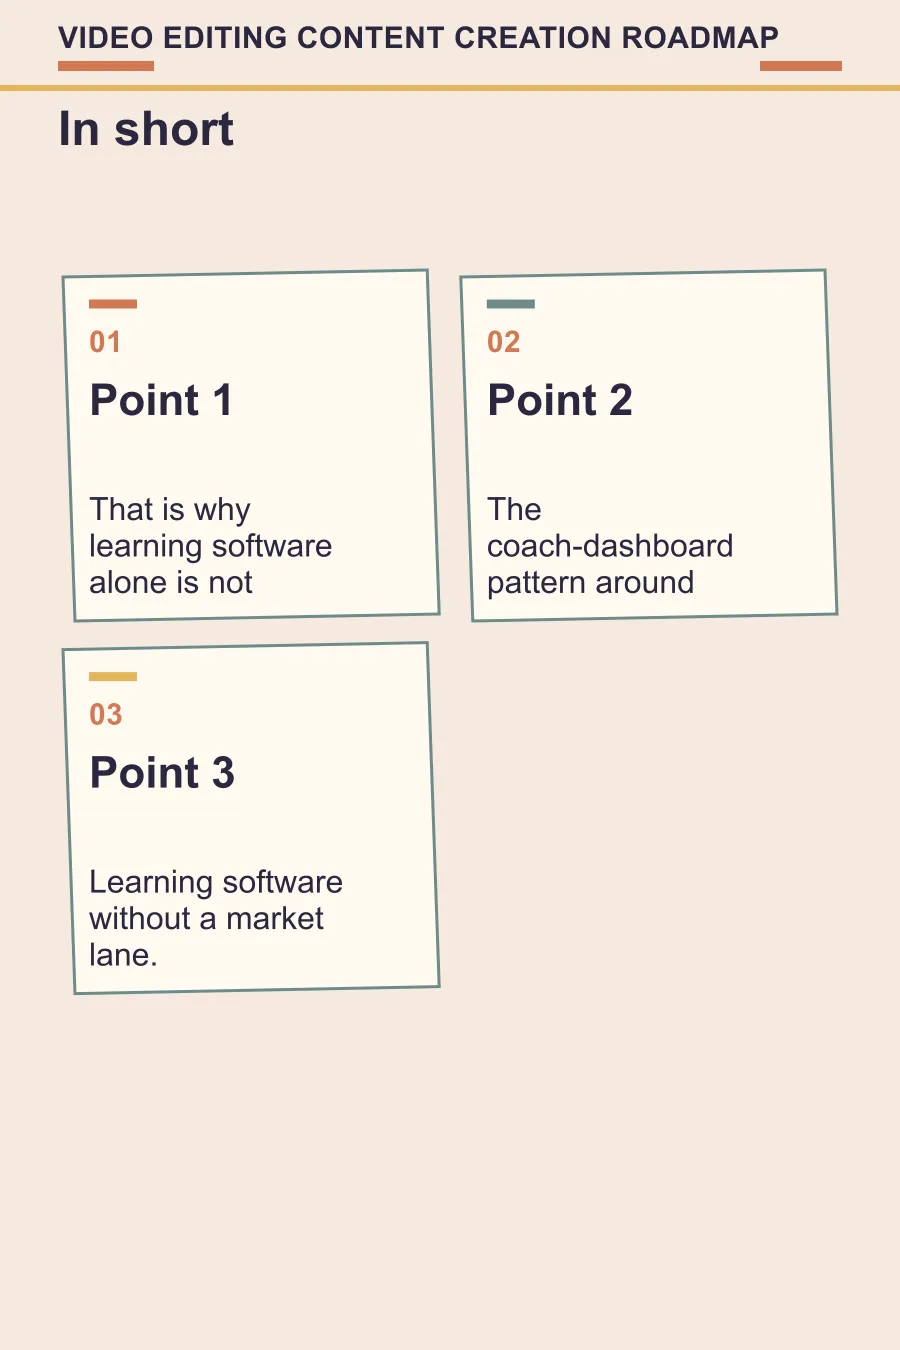 VIDEO EDITING CONTENT CREATION ROADMAP
In short
01
Point 1
That is why
learning software
alone is not
02
Point 2
The
coach-dashboard
pattern around
03
Point 3
Learning software
without a market
lane.